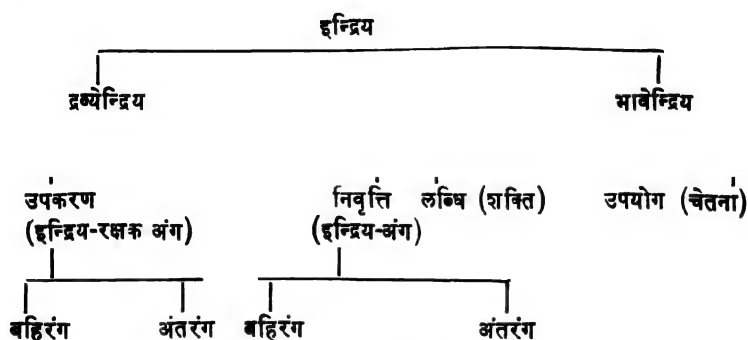 इन्द्रिय
द्रव्येन्द्रिय भावेन्द्रिय
उपकरण निवृत्ति लब्धि (शक्ति) उपयोग (चेतना)
(इन्द्रिय-रक्षक अंग) (इन्द्रिय-अंग)
बहिरंग अंतरंग बहिरंग अंतरंग